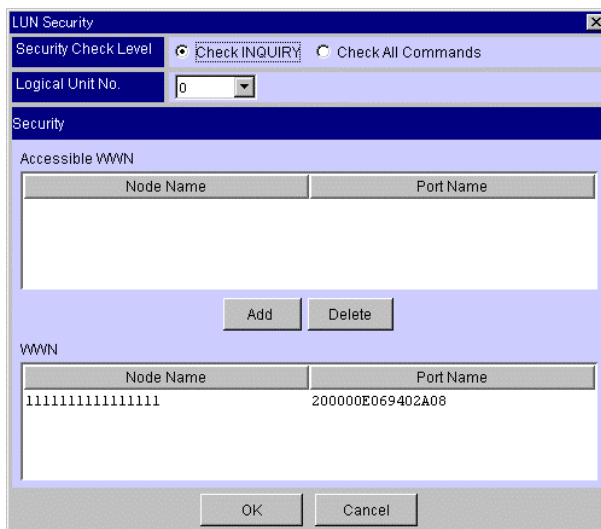 LUN Security
Security Check Level Check INQUIRY Check All Commands
Logical Unit No. 0
Security
Accessible WWN
Node Name Port Name
Add Delete
WWN
Node Name Port Name
1111111111111111 200000E069402A08
OK Cancel